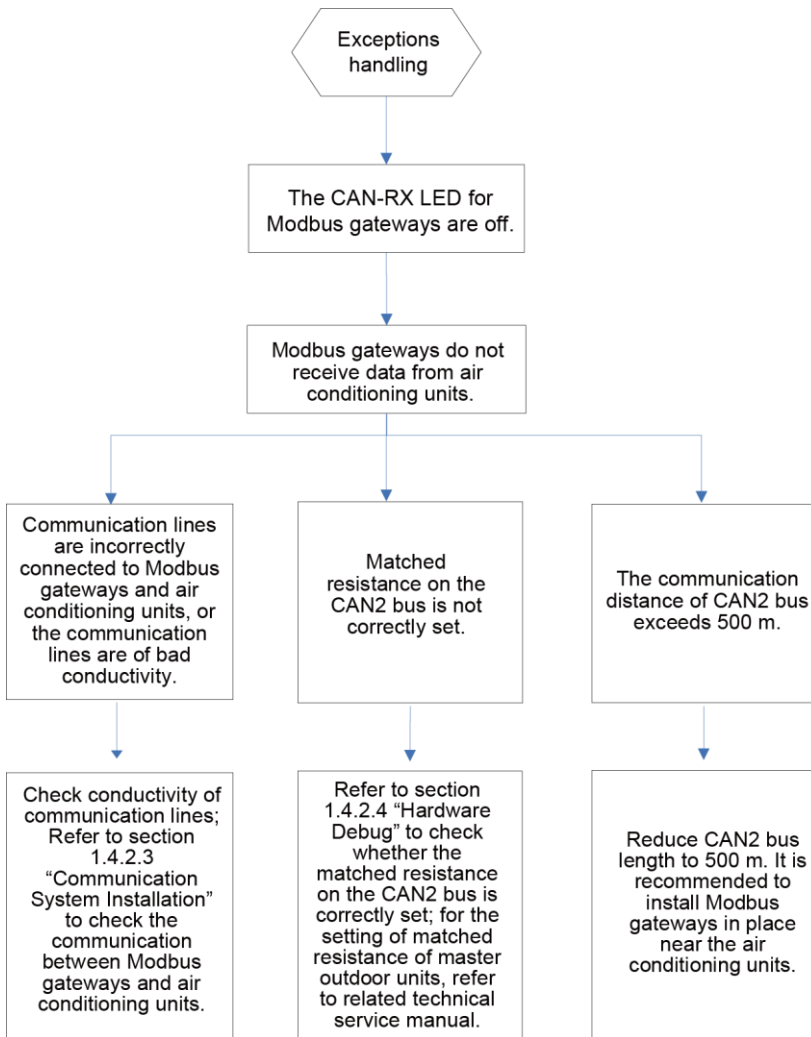 Exceptions
handling
The CAN-RX LED for
Modbus gateways are off.
Modbus gateways do not
receive data from air
conditioning units.
Communication lines
are incorrectly
connected to Modbus
gateways and air
conditioning units, or
the communication
lines are of bad
conductivity.
Matched
resistance on the
CAN2 bus is not
correctly set.
The communication
distance of CAN2 bus
exceeds 500 m.
Check conductivity of
communication lines;
Refer to section
1.4.2.3
“Communication
System Installation”
to check the
communication
between Modbus
gateways and air
conditioning units.
Refer to section
1.4.2.4 “Hardware
Debug” to check
whether the
matched resistance
on the CAN2 bus is
correctly set; for the
setting of matched
resistance of master
outdoor units, refer
to related technical
service manual.
Reduce CAN2 bus
length to 500 m. It is
recommended to
install Modbus
gateways in place
near the air
conditioning units.